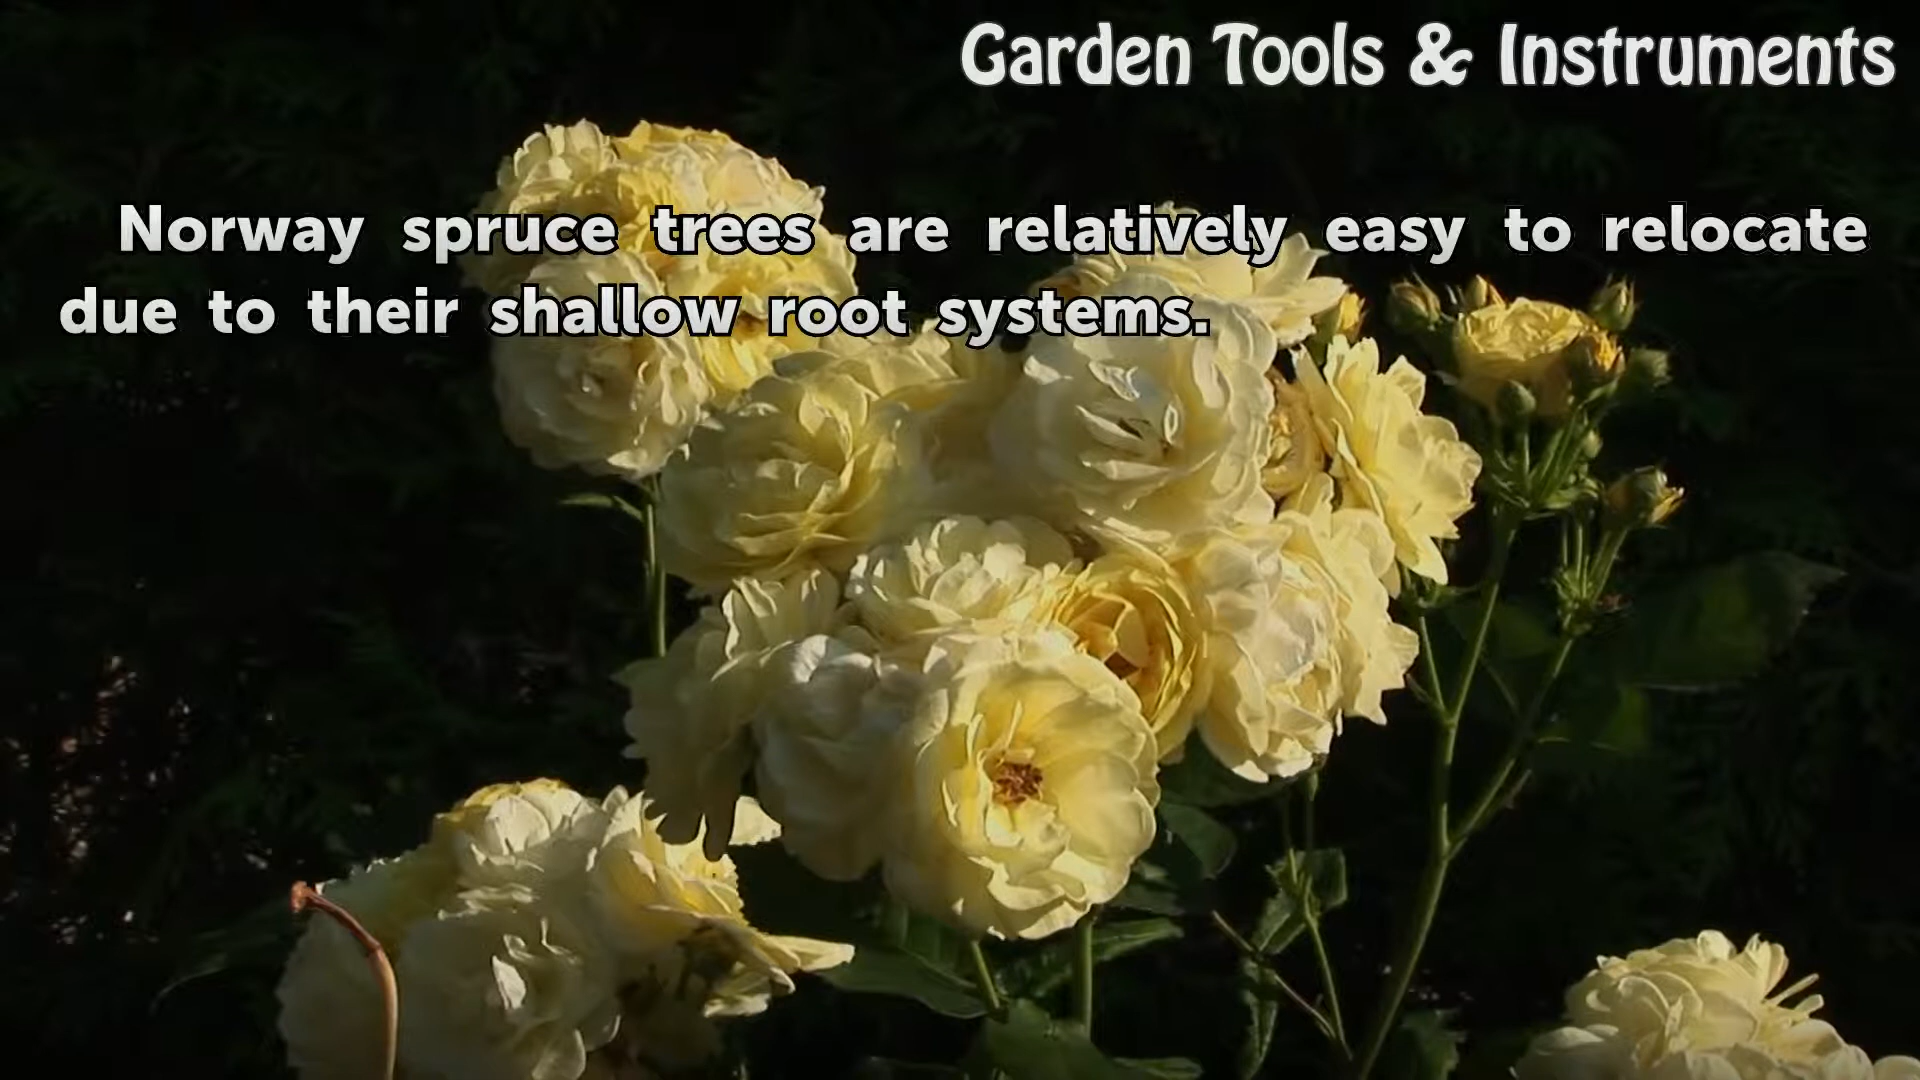 Garden Tools & Instruments
Norway spruce trees are relatively easy to relocate
due to their shallow root systems.